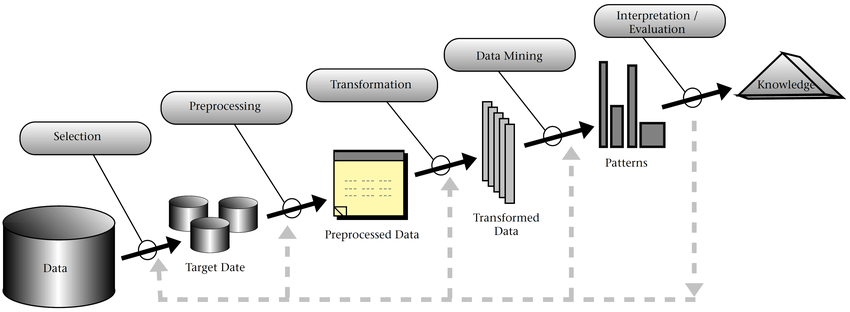 Interpretation /
Evaluation
Data Mining
Transformation
Preprocessing
Selection
Knowledge
Patterns
Transformed
Data
Preprocessed Data
Target Date
Data